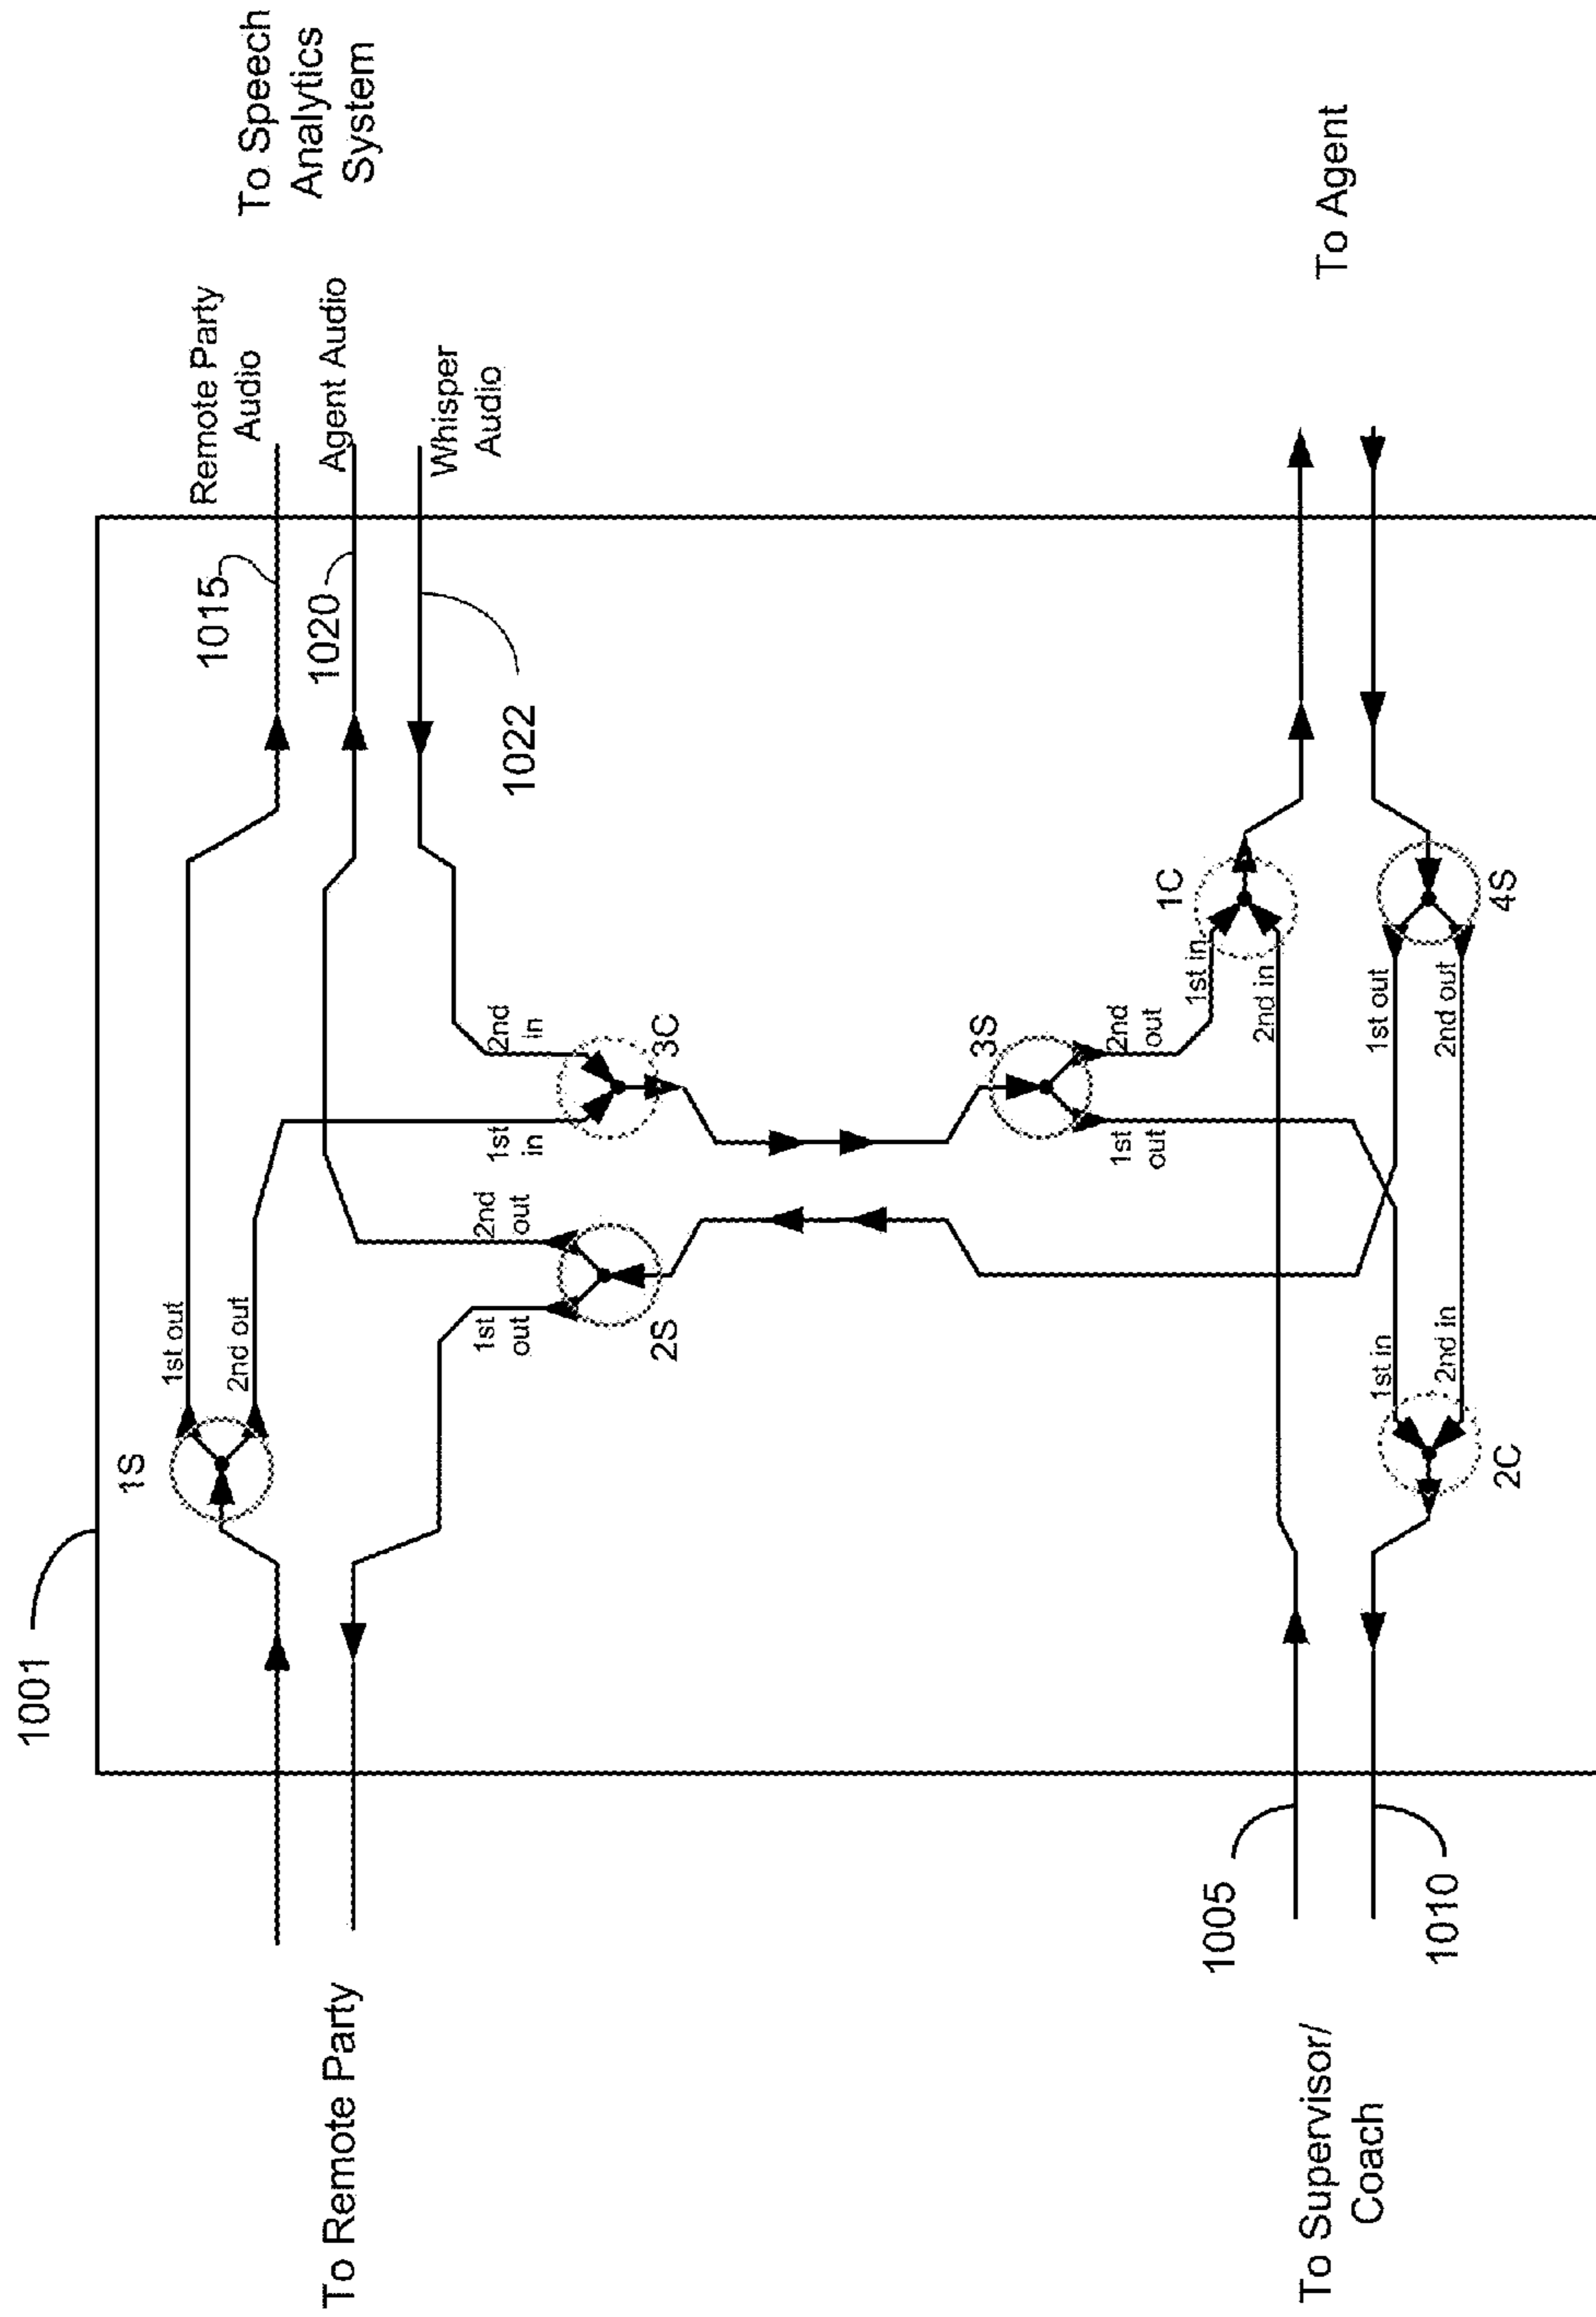 1001
To Remote Party
1S
1st out
2nd out
Remote Party
Audio
1015
To Speech
Analytics
System
Agent Audio
1020
Whisper
Audio
1022
2S
1st
out
2nd
out
1st
in
2nd
in
3C
3S
1st
out
2nd
out
1C
1st in
2nd in
To Agent
4S
1st out
2nd out
1st in
2nd in
2C
1005
1010
To Supervisor/
Coach